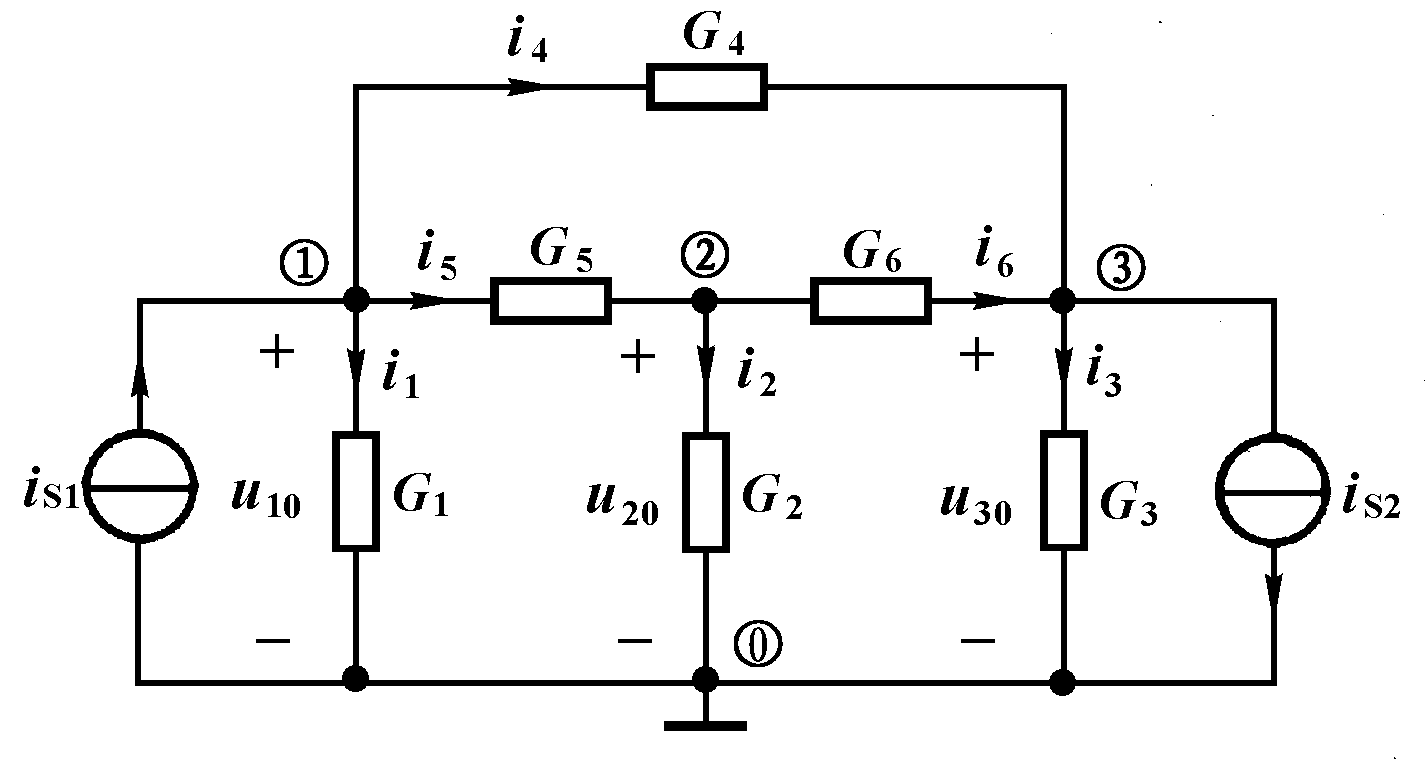 i4 G4
① i5 G5 ② G6 i6 ③
+ i1 + i2 + i3
iS1 u10 G1 u20 G2 u30 G3 iS2
− − ⓪ −